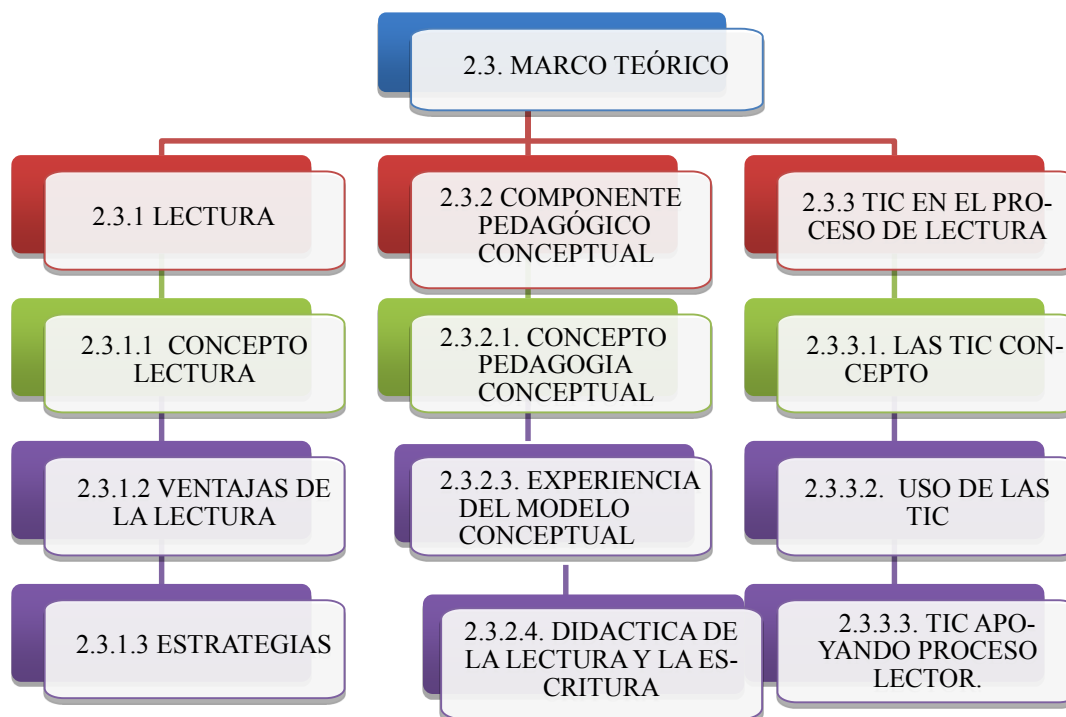 2.3. MARCO TEÓRICO
2.3.1 LECTURA
2.3.2 COMPONENTE
PEDAGÓGICO
CONCEPTUAL
2.3.3 TIC EN EL PRO-
CESO DE LECTURA
2.3.1.1 CONCEPTO
LECTURA
2.3.2.1. CONCEPTO
PEDAGOGIA
CONCEPTUAL
2.3.3.1. LAS TIC CON-
CEPTO
2.3.1.2 VENTAJAS DE
LA LECTURA
2.3.2.3. EXPERIENCIA
DEL MODELO
CONCEPTUAL
2.3.3.2. USO DE LAS
TIC
2.3.1.3 ESTRATEGIAS
2.3.2.4. DIDACTICA DE
LA LECTURA Y LA ES-
CRITURA
2.3.3.3. TIC APO-
YANDO PROCESO
LECTOR.